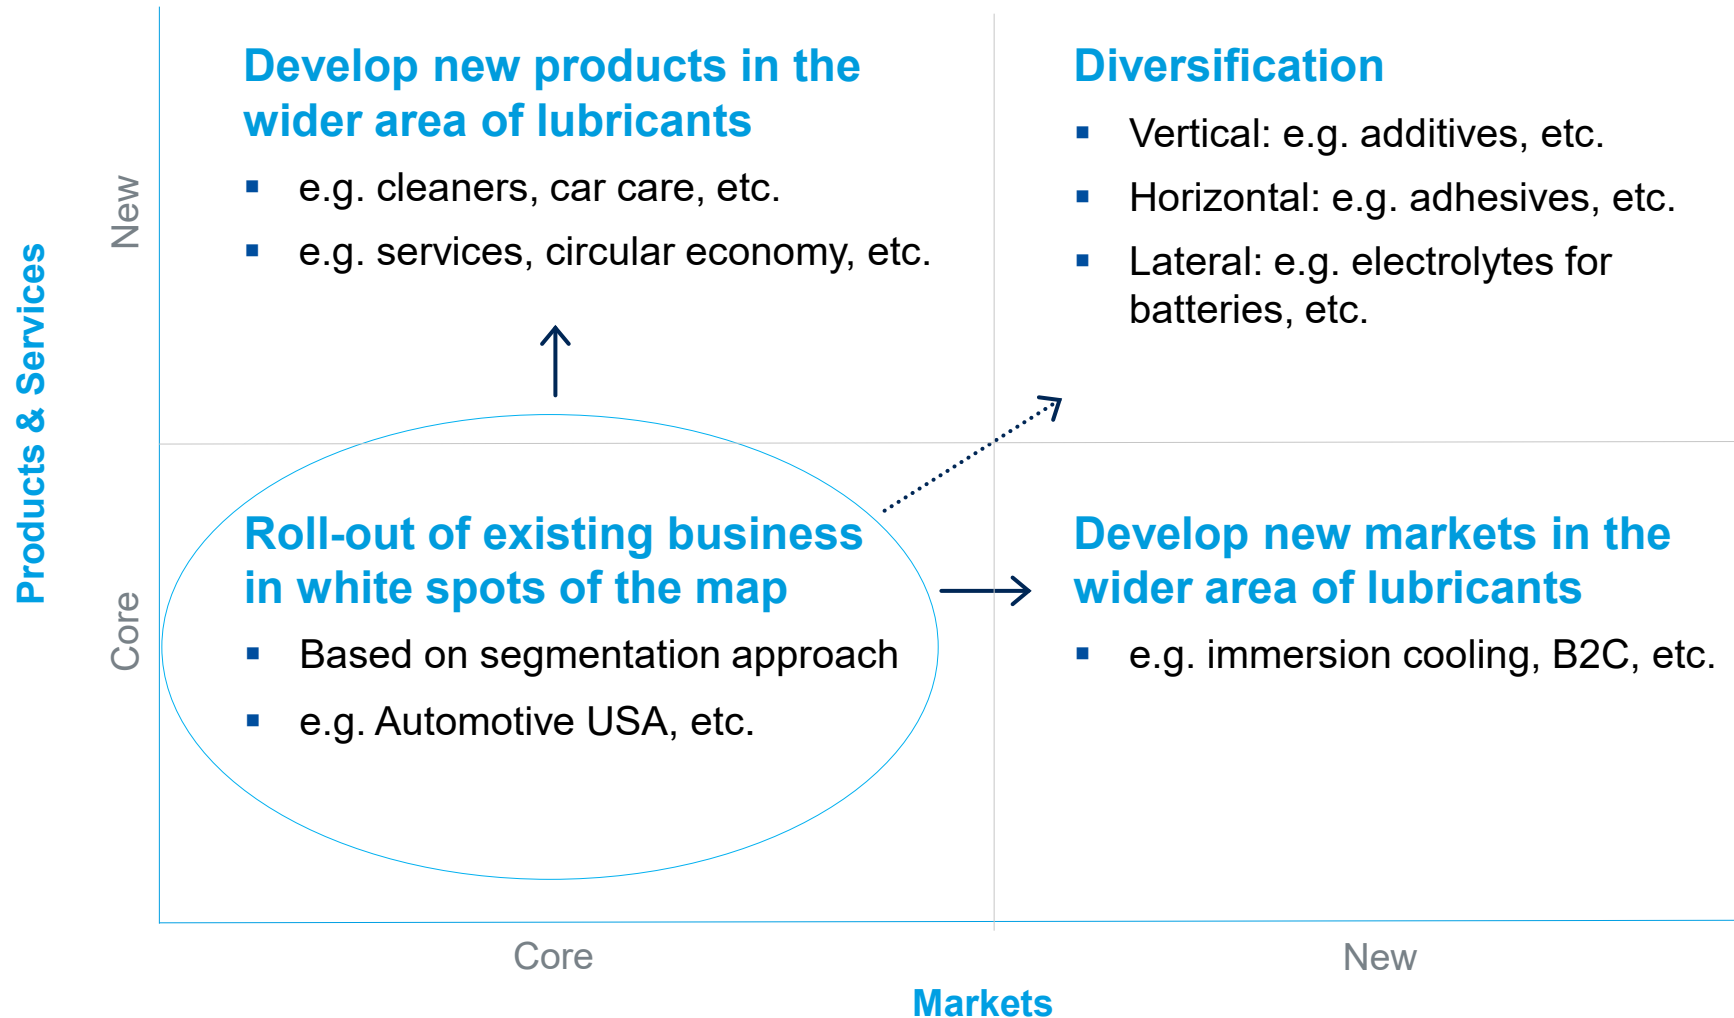 Products & Services
New
Develop new products in the
wider area of lubricants
e.g. cleaners, car care, etc.
e.g. services, circular economy, etc.
Diversification
Vertical: e.g. additives, etc.
Horizontal: e.g. adhesives, etc.
Lateral: e.g. electrolytes for
batteries, etc.
Core
Roll-out of existing business
in white spots of the map
Based on segmentation approach
e.g. Automotive USA, etc.
Develop new markets in the
wider area of lubricants
e.g. immersion cooling, B2C, etc.
Core
New
Markets